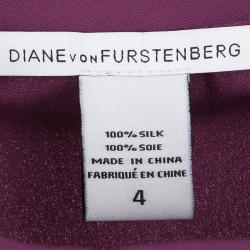 DIANE VON FURSTENBERG
100% SILK
100% SOIE
MADE IN CHINA
FABRIQUÉ EN CHINE
4